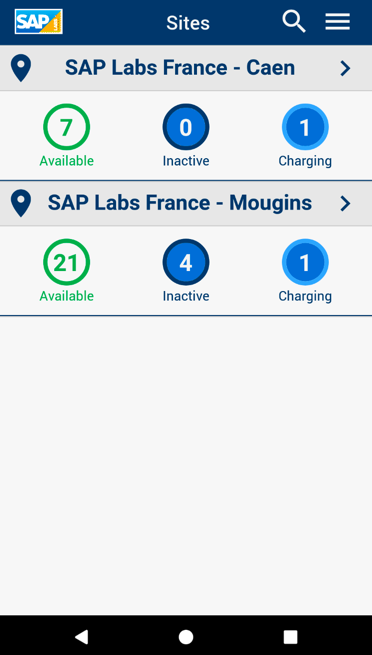 SAP Sites
SAP Labs France - Caen
7 0 1
Available Inactive Charging
SAP Labs France - Mougins
21 4 1
Available Inactive Charging